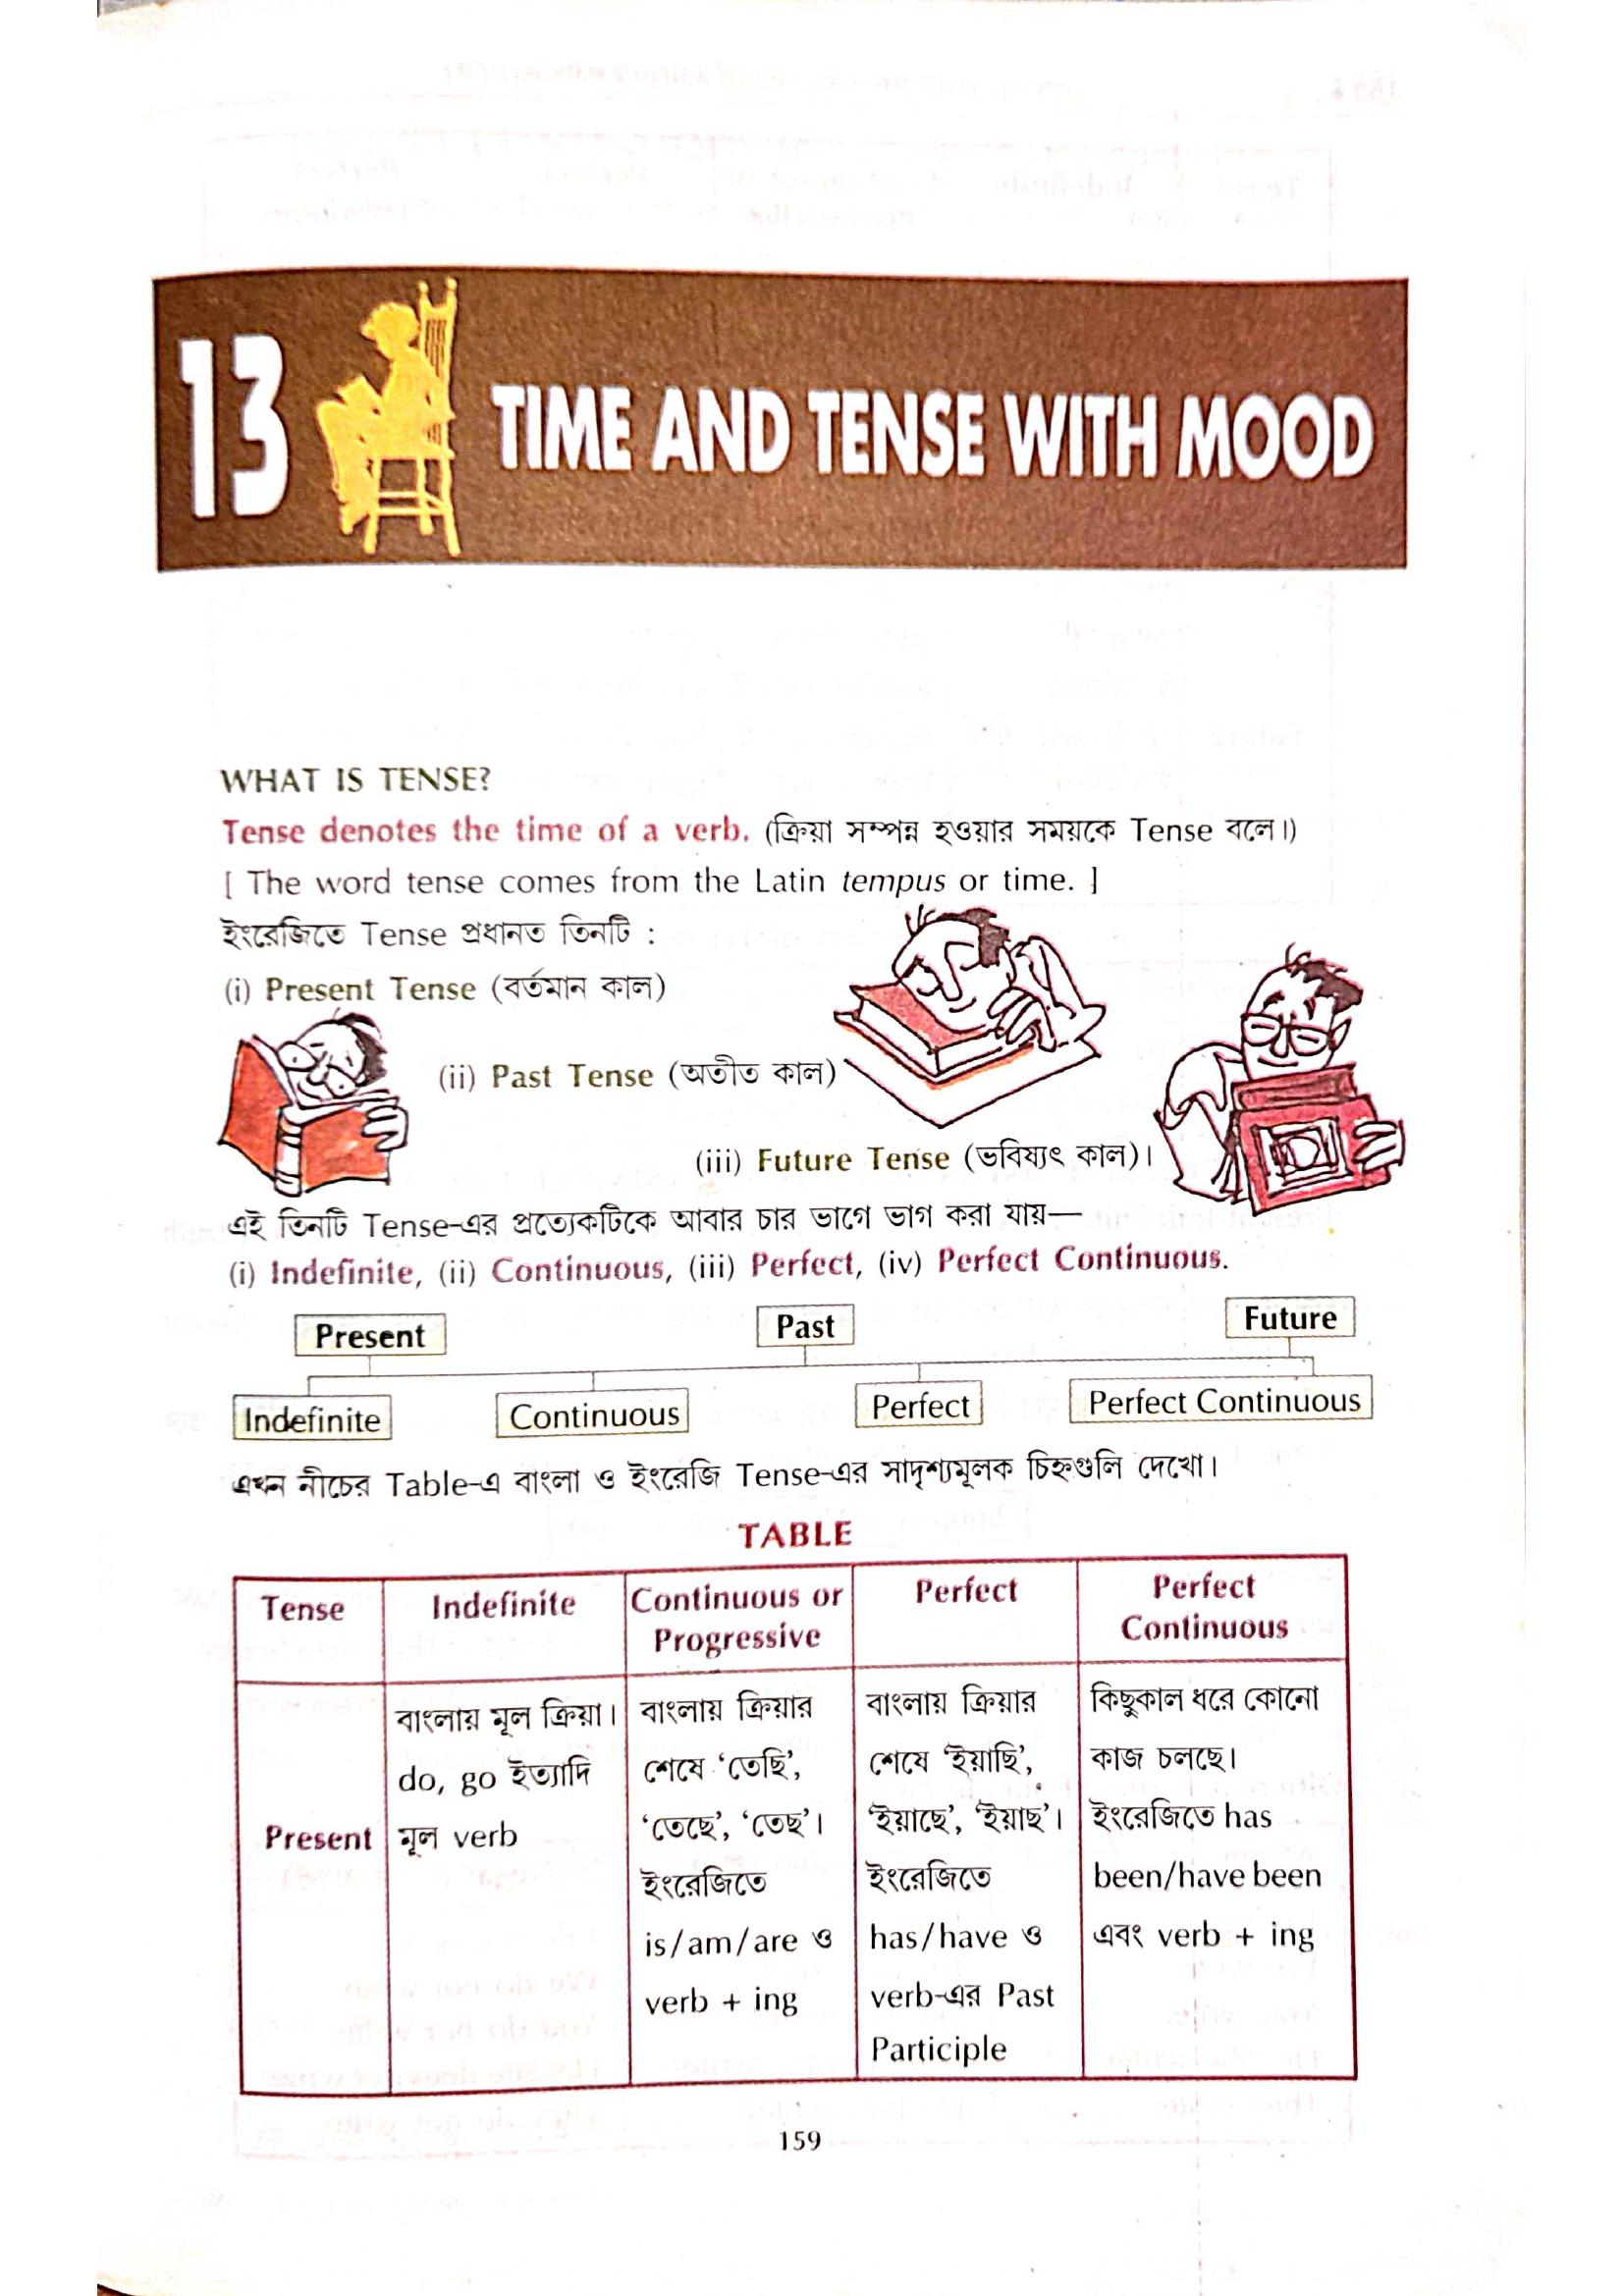 13 TIME AND TENSE WITH MOOD
WHAT IS TENSE?
Tense denotes the time of a verb. (ক্রিয়া সম্পন্ন হওয়ার সময়কে Tense বলে।)
[ The word tense comes from the Latin tempus or time. ]
ইংরেজিতে Tense প্রধানত তিনটি :
(i) Present Tense (বর্তমান কাল)
(ii) Past Tense (অতীত কাল)
(iii) Future Tense (ভবিষ্যৎ কাল)।
এই তিনটি Tense-এর প্রত্যেকটিকে আবার চার ভাগে ভাগ করা যায়—
(i) Indefinite, (ii) Continuous, (iii) Perfect, (iv) Perfect Continuous.
Present Past Future
Indefinite Continuous Perfect Perfect Continuous
এখন নীচের Table-এ বাংলা ও ইংরেজি Tense-এর সাদৃশ্যমূলক চিহ্নগুলি দেখো।
TABLE
Tense
Indefinite
Continuous or
Progressive
Perfect
Perfect
Continuous
Present
বাংলায় মূল ক্রিয়া।
do, go ইত্যাদি
মূল verb
বাংলায় ক্রিয়ার
শেষে ‘তেছি’,
‘তেছে’, ‘তেছ’।
ইংরেজিতে
is/am/are ও
verb + ing
বাংলায় ক্রিয়ার
শেষে ‘ইয়াছি’,
‘ইয়াছে’, ‘ইয়াছ’।
ইংরেজিতে
has/have ও
verb-এর Past
Participle
কিছুকাল ধরে কোনো
কাজ চলছে।
ইংরেজিতে has
been/have been
এবং verb + ing
159